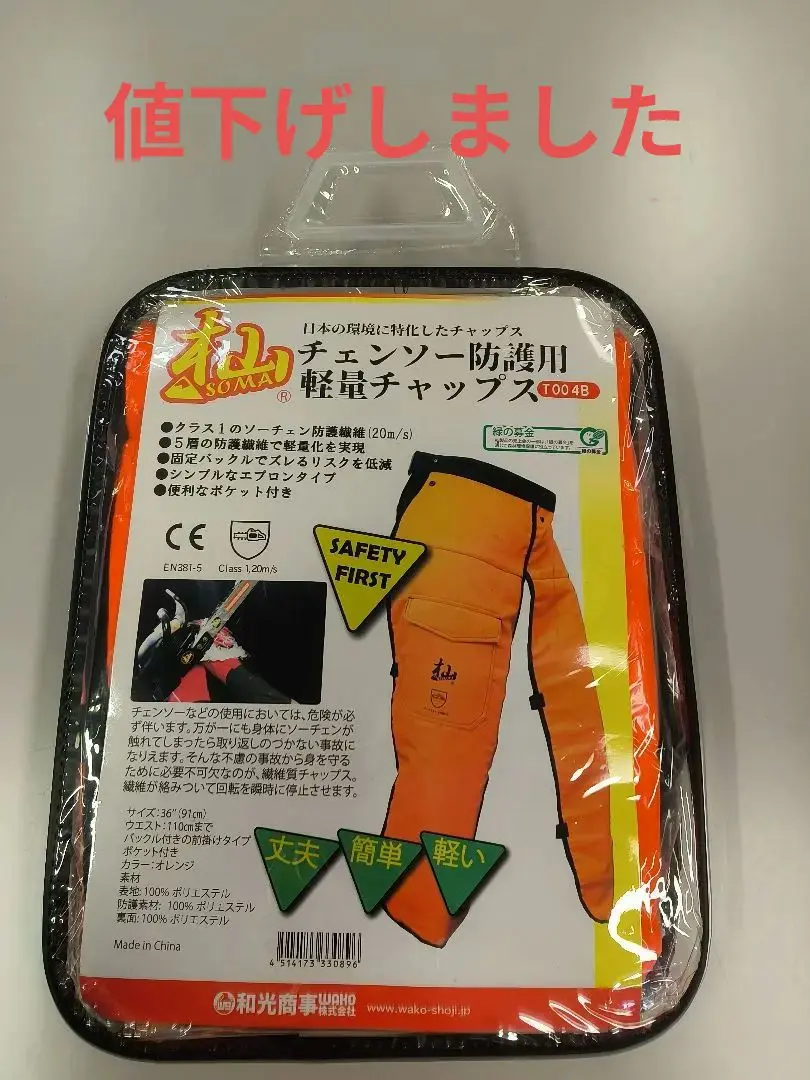 値下げしました
日本の環境に特化したチャップス
杣
SOMA
®
チェンソー防護用
軽量チャップス T004B
●クラス1のソーチェン防護繊維(20m/s)
●5層の防護繊維で軽量化を実現
●固定バックルでズレるリスクを低減
●シンプルなエプロンタイプ
●便利なポケット付き
緑の募金
緑の募金
CE
EN381-5 Class 1,20m/s
SAFETY
FIRST
杣
SOMA
チェンソーなどの使用においては、危険が必
ず伴います。万が一にも身体にソーチェンが
触れてしまったら取り返しのつかない事故に
なりえます。そんな不慮の事故から身を守る
ために必要不可欠なのが、繊維質チャップス。
繊維が絡みついて回転を瞬時に停止させます。
サイズ:36"(91cm)
ウエスト:110cmまで
バックル付きの前掛けタイプ
ポケット付き
カラー:オレンジ
素材
表地:100% ポリエステル
防護素材: 100% ポリエステル
裏面:100% ポリエステル
丈夫
簡単
軽い
Made in China
4 514173 330896
和光商事WAKO株式会社 www.wako-shoji.jp